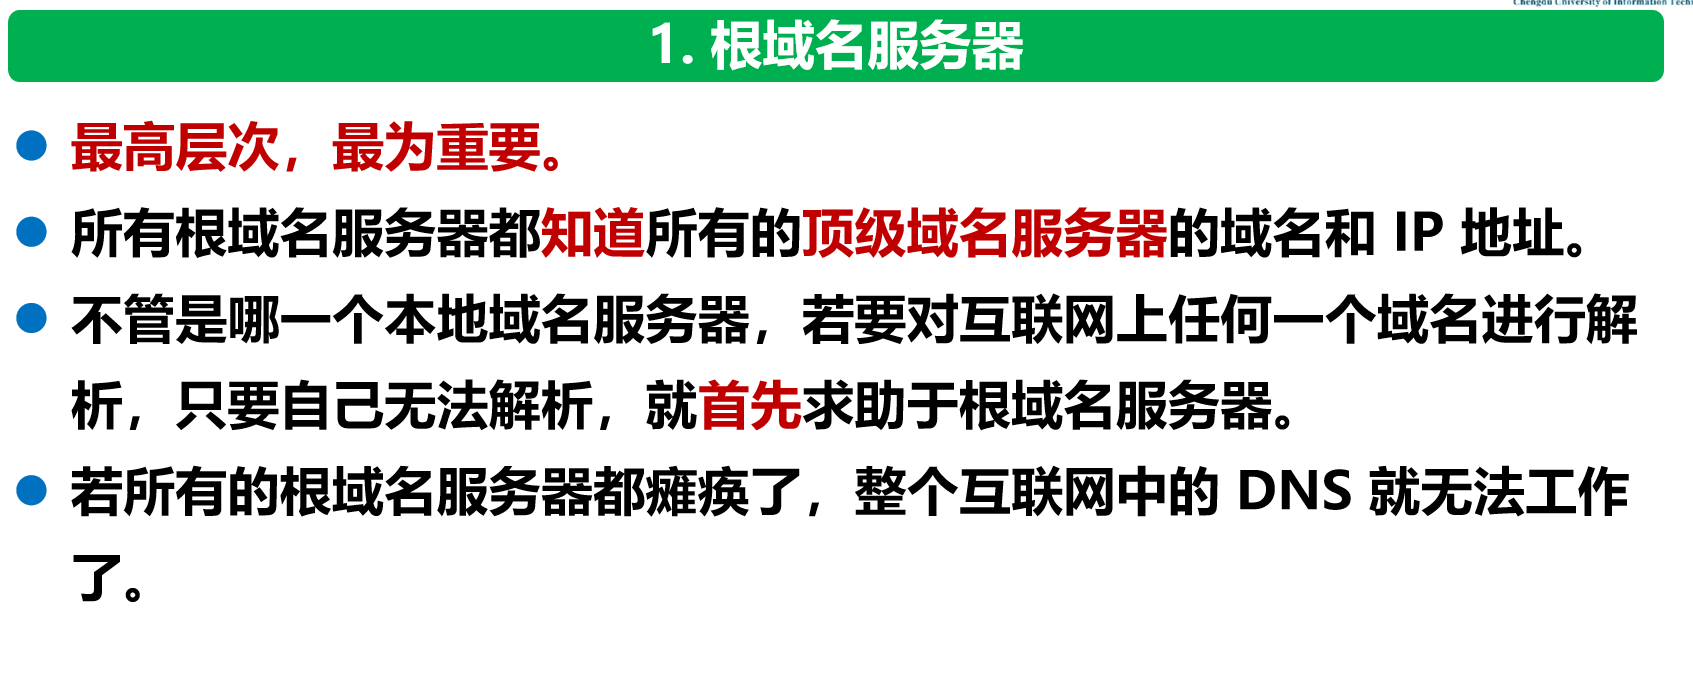 Chengdu University of Information Tech
1. 根域名服务器
最高层次，最为重要。
所有根域名服务器都知道所有的顶级域名服务器的域名和 IP 地址。
不管是哪一个本地域名服务器，若要对互联网上任何一个域名进行解
析，只要自己无法解析，就首先求助于根域名服务器。
若所有的根域名服务器都瘫痪了，整个互联网中的 DNS 就无法工作
了。